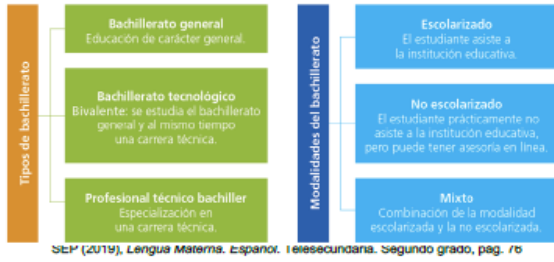 Tipos de bachillerato
Bachillerato general
Educación de carácter general.
Bachillerato tecnológico
Bivalente: se estudia el bachillerato
general y al mismo tiempo
una carrera técnica.
Profesional técnico bachiller
Especialización en
una carrera técnica.
Modalidades del bachillerato
Escolarizado
El estudiante asiste a
la institución educativa.
No escolarizado
El estudiante prácticamente no
asiste a la institución educativa,
pero puede tener asesoría en línea.
Mixto
Combinación de la modalidad
escolarizada y la no escolarizada.
SEP (2019), Lengua Materna. Español. Telesecundaria. Segundo grado, pag. 76